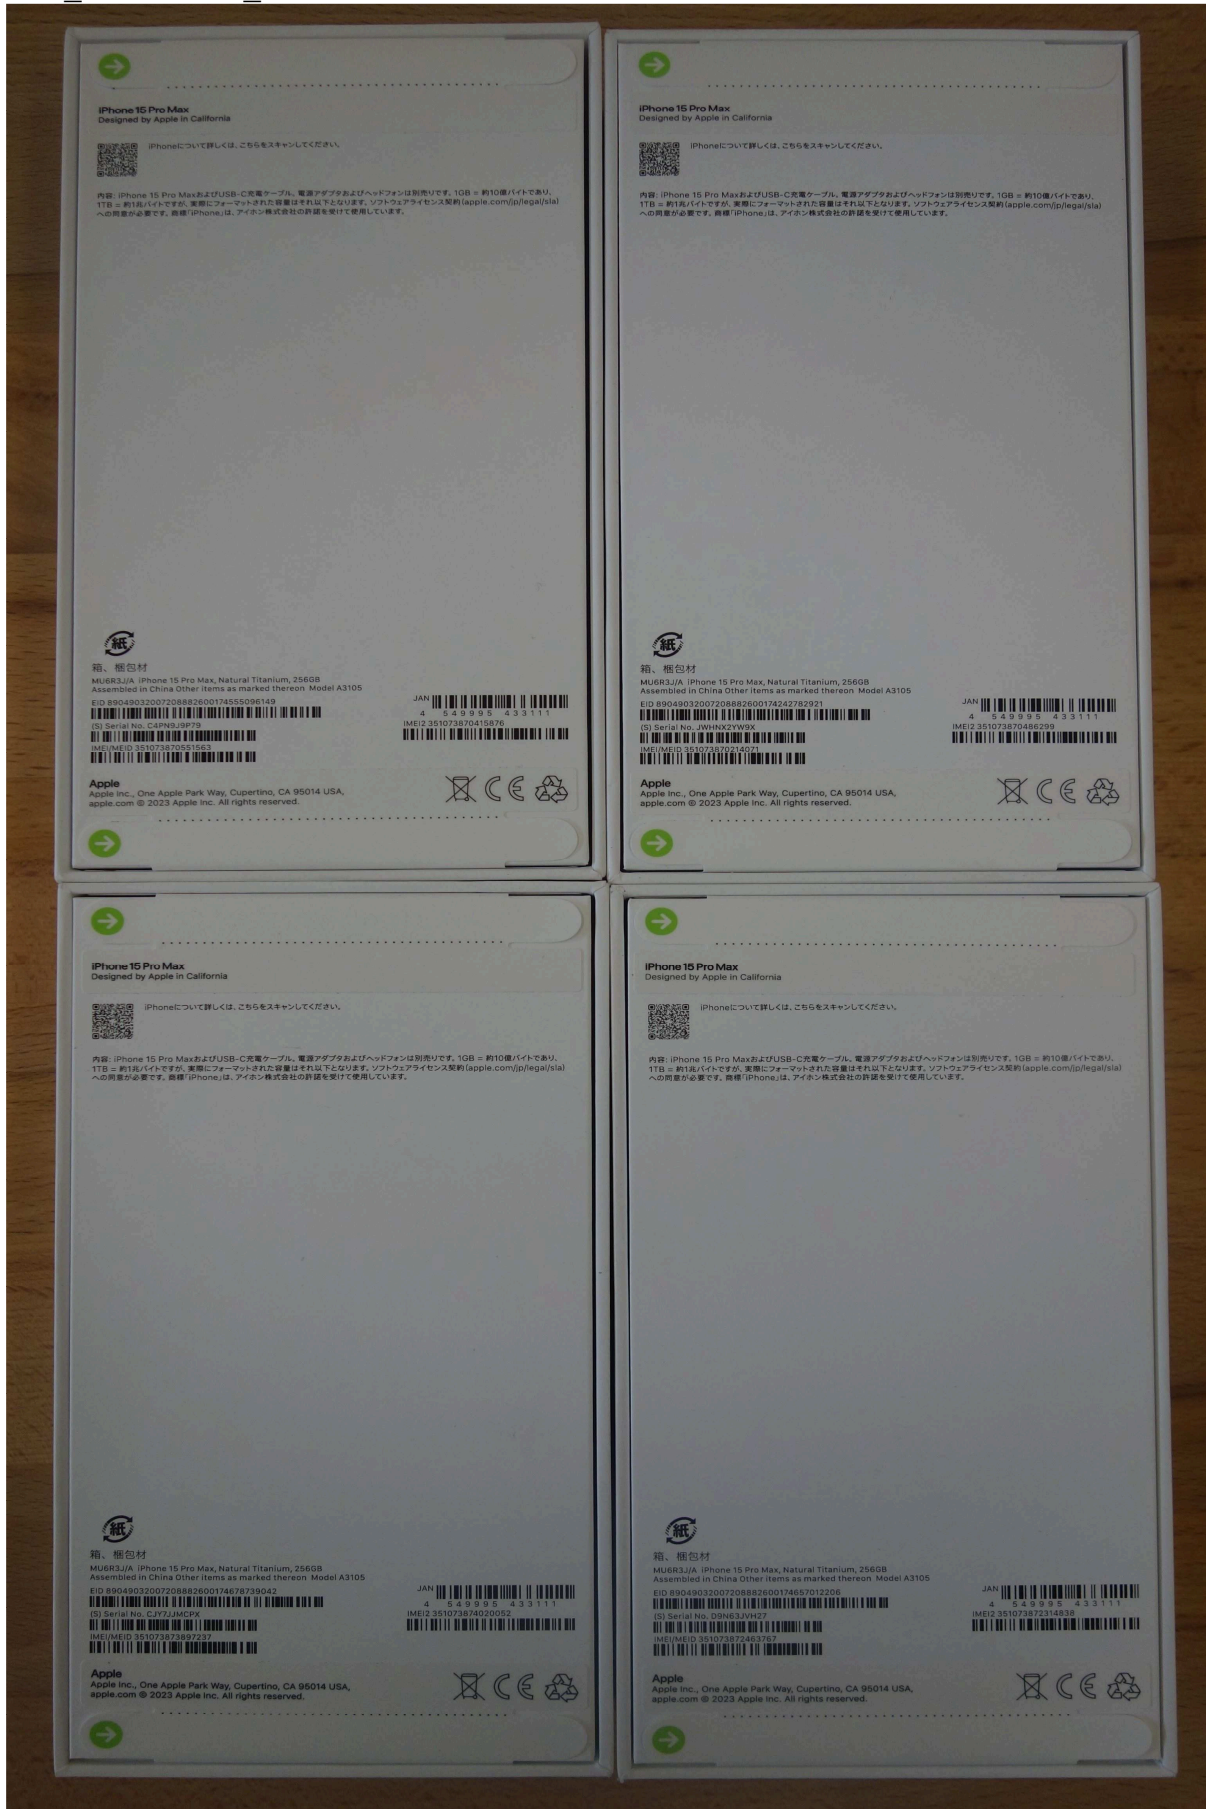 iPhone 15 Pro Max
Designed by Apple in California
iPhoneについて詳しくは、こちらをスキャンしてください。
内容: iPhone 15 Pro MaxおよびUSB-C充電ケーブル。電源アダプタおよびヘッドフォンは別売りです。1GB = 約10億バイトであり、
1TB = 約1兆バイトですが、実際にフォーマットされた容量はそれ以下となります。ソフトウェアライセンス契約(apple.com/jp/legal/sla)
への同意が必要です。商標「iPhone」は、アイホン株式会社の許諾を受けて使用しています。
紙
箱、梱包材
MU6R3J/A iPhone 15 Pro Max, Natural Titanium, 256GB
Assembled in China Other items as marked thereon Model A3105
EID 89049032007208882600174555096149
JAN
4 549995 433111
(S) Serial No. C4PN9J9P79
IMEI2 351073870415876
IMEI/MEID 351073870551563
Apple
Apple Inc., One Apple Park Way, Cupertino, CA 95014 USA,
apple.com © 2023 Apple Inc. All rights reserved.
iPhone 15 Pro Max
Designed by Apple in California
iPhoneについて詳しくは、こちらをスキャンしてください。
内容: iPhone 15 Pro MaxおよびUSB-C充電ケーブル。電源アダプタおよびヘッドフォンは別売りです。1GB = 約10億バイトであり、
1TB = 約1兆バイトですが、実際にフォーマットされた容量はそれ以下となります。ソフトウェアライセンス契約(apple.com/jp/legal/sla)
への同意が必要です。商標「iPhone」は、アイホン株式会社の許諾を受けて使用しています。
紙
箱、梱包材
MU6R3J/A iPhone 15 Pro Max, Natural Titanium, 256GB
Assembled in China Other items as marked thereon Model A3105
EID 89049032007208882600174242782921
JAN
4 549995 433111
(S) Serial No. JWHNX2YW9X
IMEI2 351073870486299
IMEI/MEID 351073870214071
Apple
Apple Inc., One Apple Park Way, Cupertino, CA 95014 USA,
apple.com © 2023 Apple Inc. All rights reserved.
iPhone 15 Pro Max
Designed by Apple in California
iPhoneについて詳しくは、こちらをスキャンしてください。
内容: iPhone 15 Pro MaxおよびUSB-C充電ケーブル。電源アダプタおよびヘッドフォンは別売りです。1GB = 約10億バイトであり、
1TB = 約1兆バイトですが、実際にフォーマットされた容量はそれ以下となります。ソフトウェアライセンス契約(apple.com/jp/legal/sla)
への同意が必要です。商標「iPhone」は、アイホン株式会社の許諾を受けて使用しています。
紙
箱、梱包材
MU6R3J/A iPhone 15 Pro Max, Natural Titanium, 256GB
Assembled in China Other items as marked thereon Model A3105
EID 89049032007208882600174678739042
JAN
4 549995 433111
(S) Serial No. CJY7JJMCPX
IMEI2 351073874020052
IMEI/MEID 351073873897237
Apple
Apple Inc., One Apple Park Way, Cupertino, CA 95014 USA,
apple.com © 2023 Apple Inc. All rights reserved.
iPhone 15 Pro Max
Designed by Apple in California
iPhoneについて詳しくは、こちらをスキャンしてください。
内容: iPhone 15 Pro MaxおよびUSB-C充電ケーブル。電源アダプタおよびヘッドフォンは別売りです。1GB = 約10億バイトであり、
1TB = 約1兆バイトですが、実際にフォーマットされた容量はそれ以下となります。ソフトウェアライセンス契約(apple.com/jp/legal/sla)
への同意が必要です。商標「iPhone」は、アイホン株式会社の許諾を受けて使用しています。
紙
箱、梱包材
MU6R3J/A iPhone 15 Pro Max, Natural Titanium, 256GB
Assembled in China Other items as marked thereon Model A3105
EID 89049032007208882600174657012206
JAN
4 549995 433111
(S) Serial No. D9N63JVH27
IMEI2 351073872314838
IMEI/MEID 351073872463767
Apple
Apple Inc., One Apple Park Way, Cupertino, CA 95014 USA,
apple.com © 2023 Apple Inc. All rights reserved.